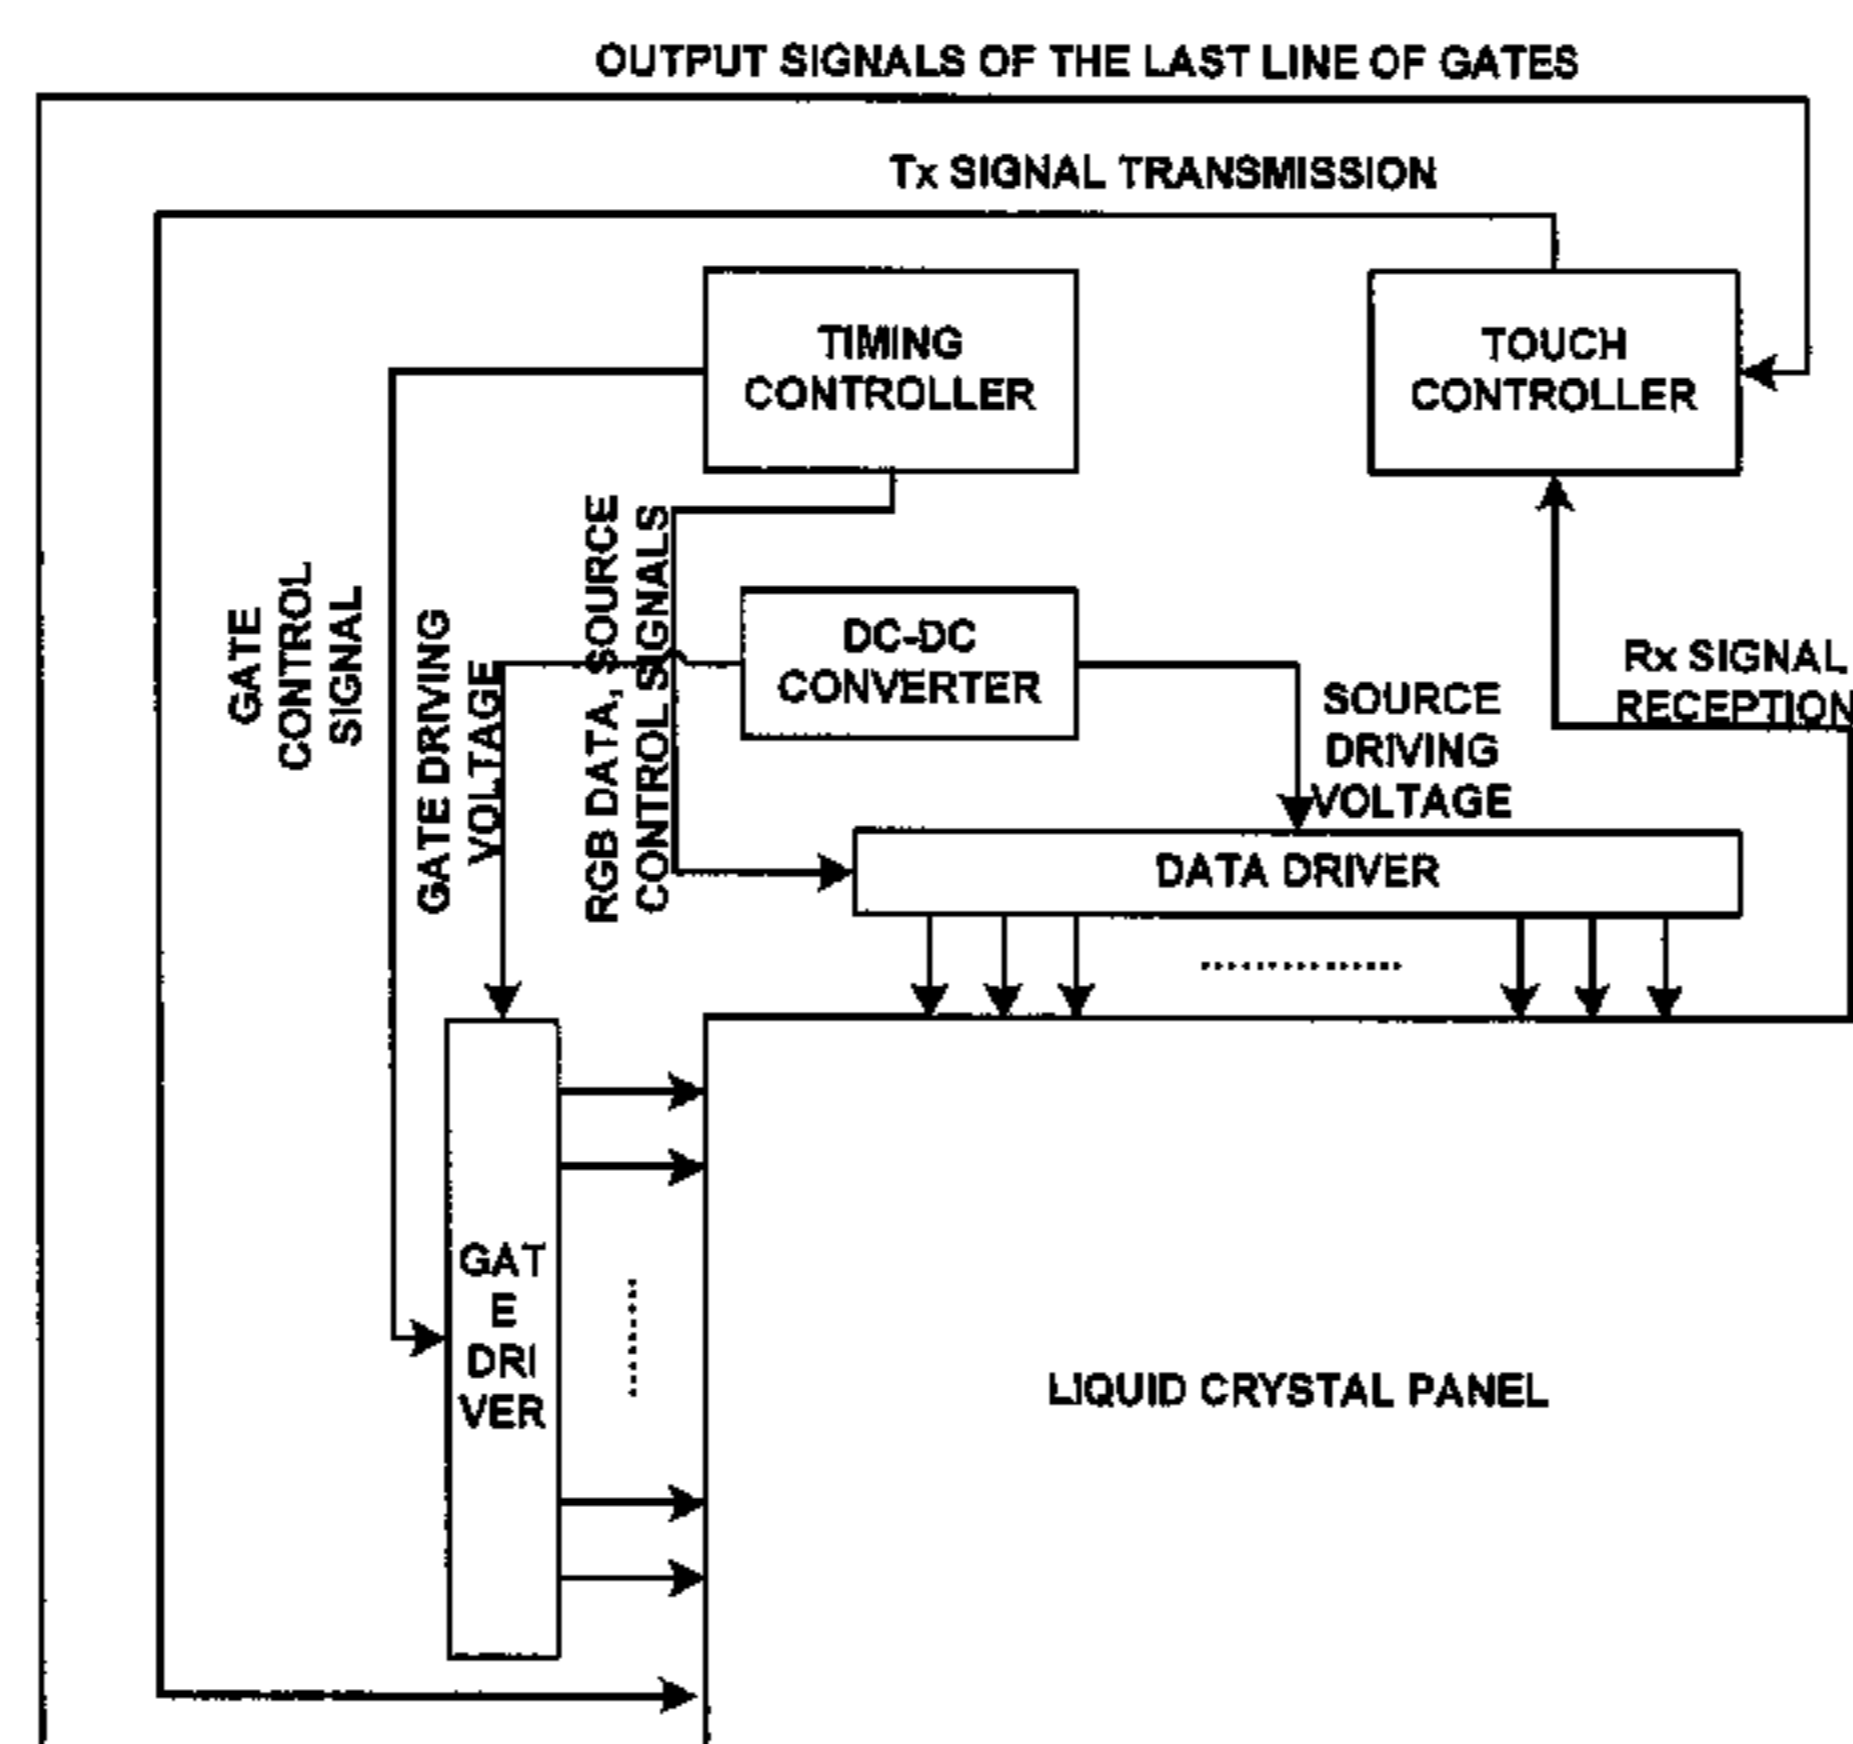 OUTPUT SIGNALS OF THE LAST LINE OF GATES
Tx SIGNAL TRANSMISSION
TIMING
CONTROLLER
TOUCH
CONTROLLER
GATE
CONTROL
SIGNAL
GATE DRIVING
VOLTAGE
RGB DATA, SOURCE
CONTROL SIGNALS
DC-DC
CONVERTER
Rx SIGNAL
RECEPTION
SOURCE
DRIVING
VOLTAGE
DATA DRIVER
GAT
E
DRI
VER
LIQUID CRYSTAL PANEL